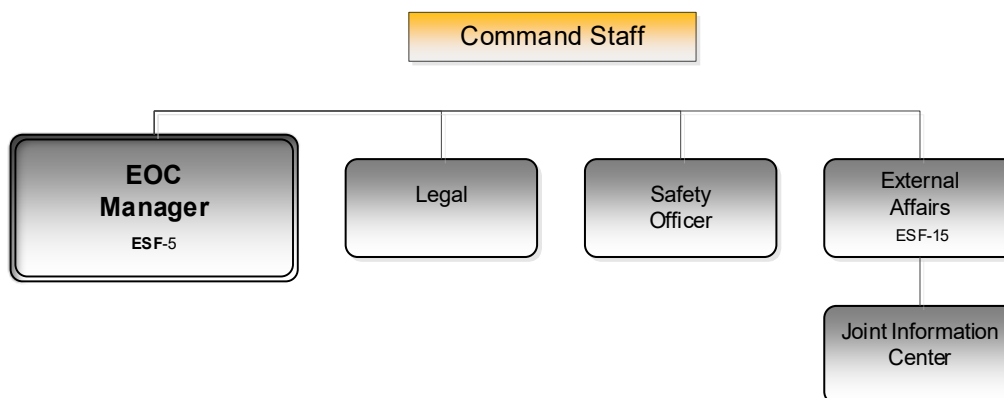 Command Staff
EOC
Manager
ESF-5
Legal
Safety
Officer
External
Affairs
ESF-15
Joint Information
Center